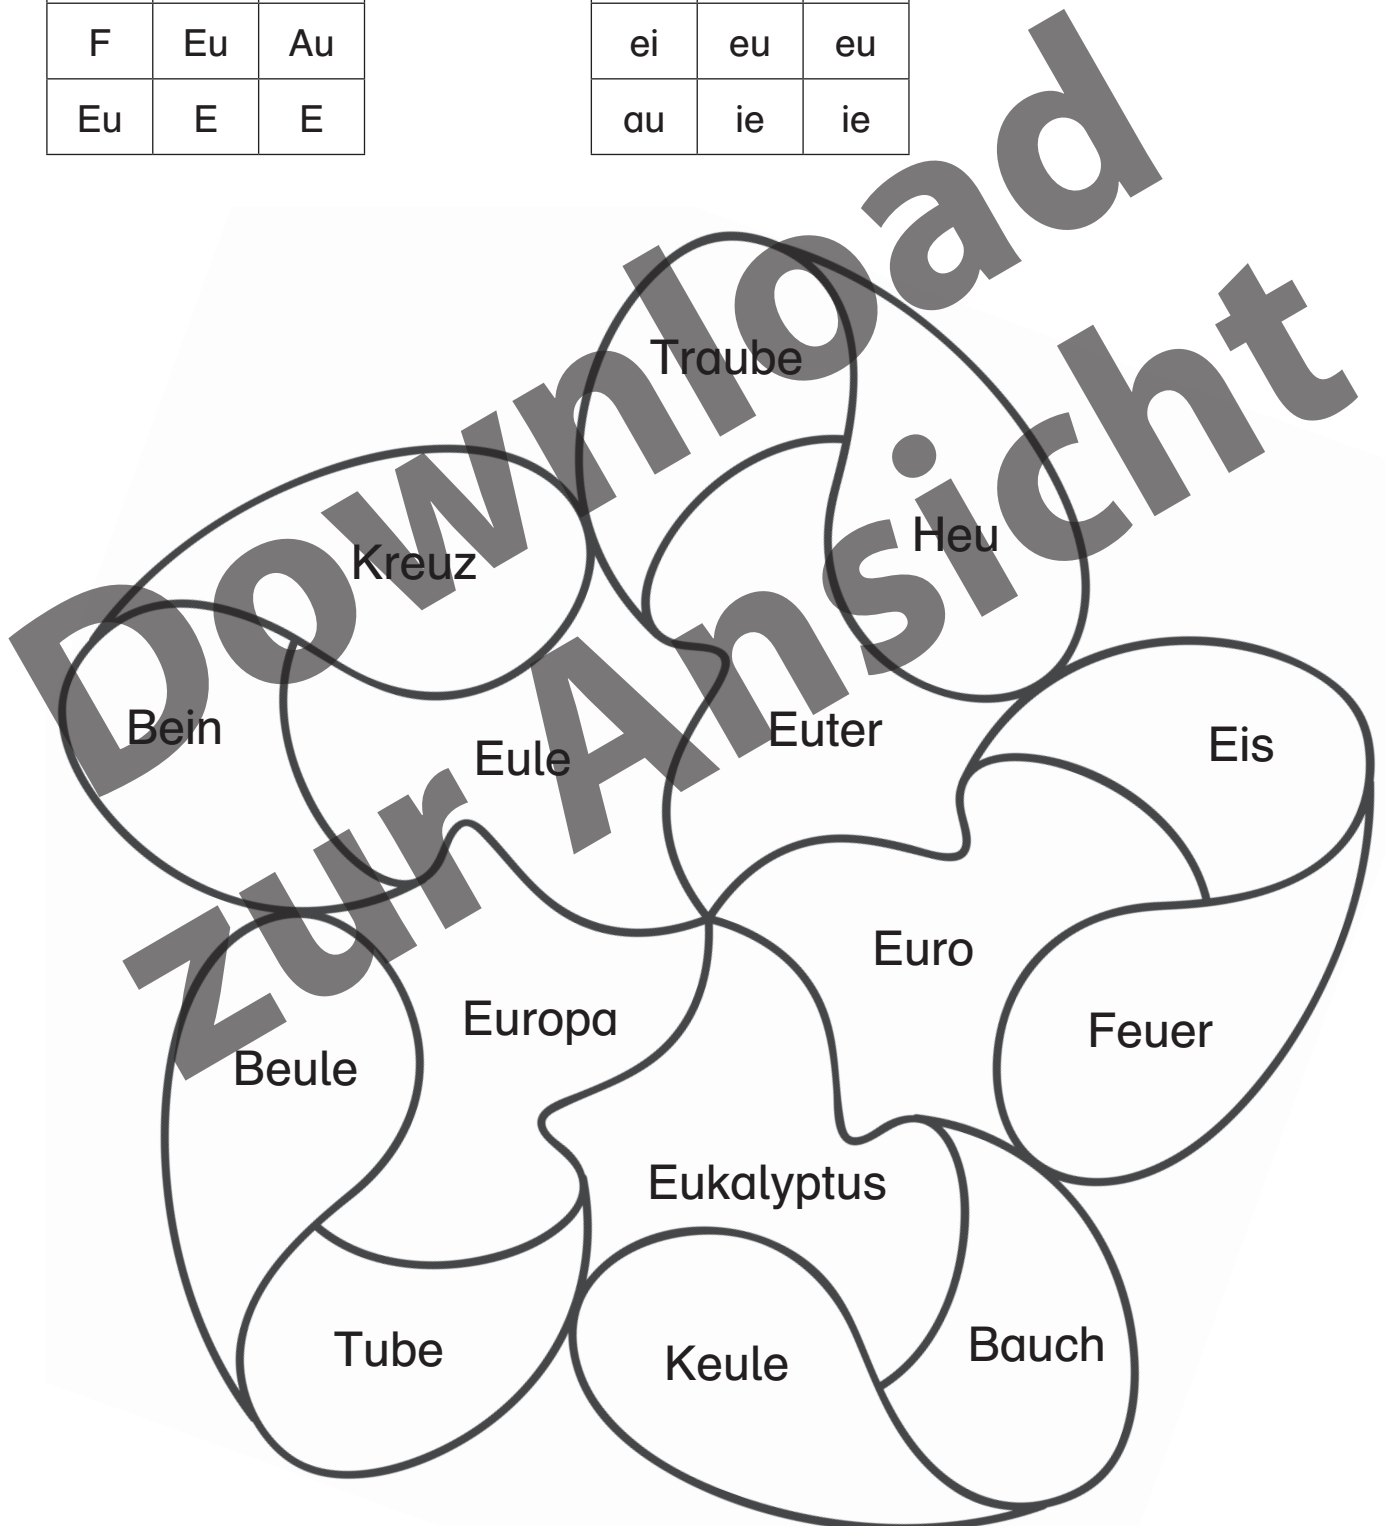 F Eu Au
Eu E E
ei eu eu
au ie ie
Download
zur Ansicht
Traube
Heu
Kreuz
Bein
Eule
Euter
Eis
Euro
Europa
Feuer
Beule
Eukalyptus
Tube
Keule
Bauch